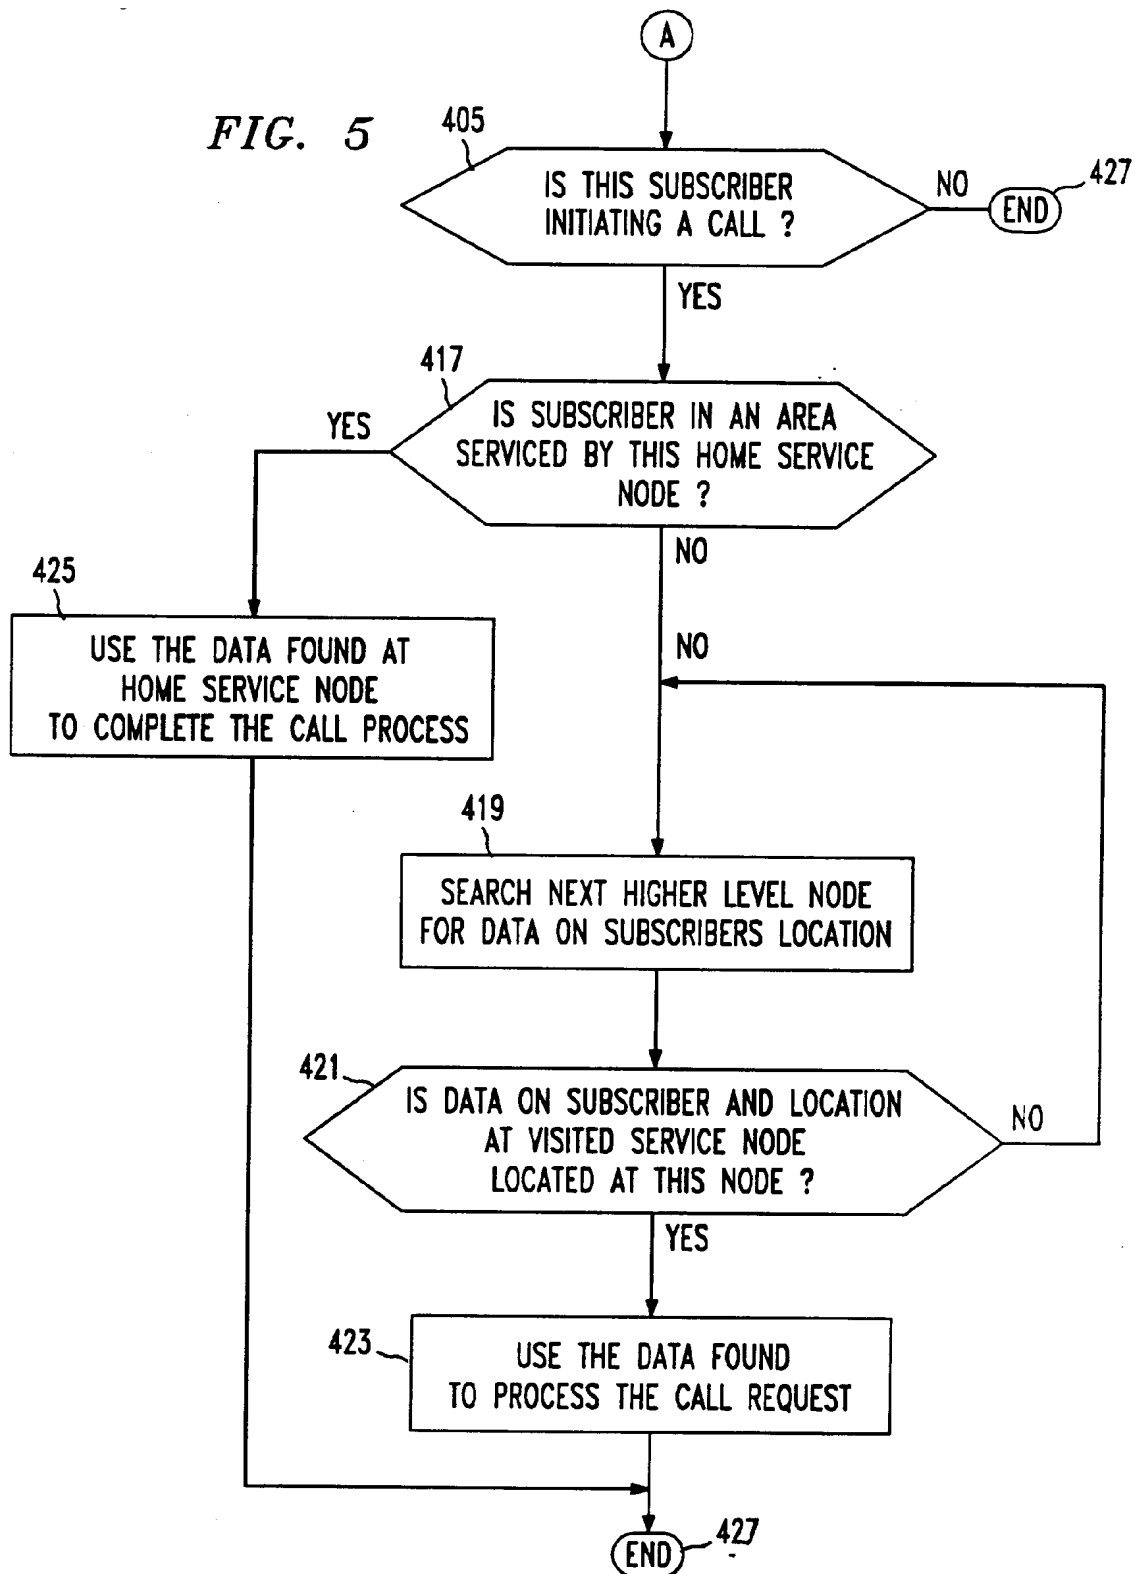 A
FIG. 5
405
IS THIS SUBSCRIBER
INITIATING A CALL ?
NO
END
427
YES
417
IS SUBSCRIBER IN AN AREA
SERVICED BY THIS HOME SERVICE
NODE ?
YES
NO
425
USE THE DATA FOUND AT
HOME SERVICE NODE
TO COMPLETE THE CALL PROCESS
NO
419
SEARCH NEXT HIGHER LEVEL NODE
FOR DATA ON SUBSCRIBERS LOCATION
421
IS DATA ON SUBSCRIBER AND LOCATION
AT VISITED SERVICE NODE
LOCATED AT THIS NODE ?
NO
YES
423
USE THE DATA FOUND
TO PROCESS THE CALL REQUEST
END
427